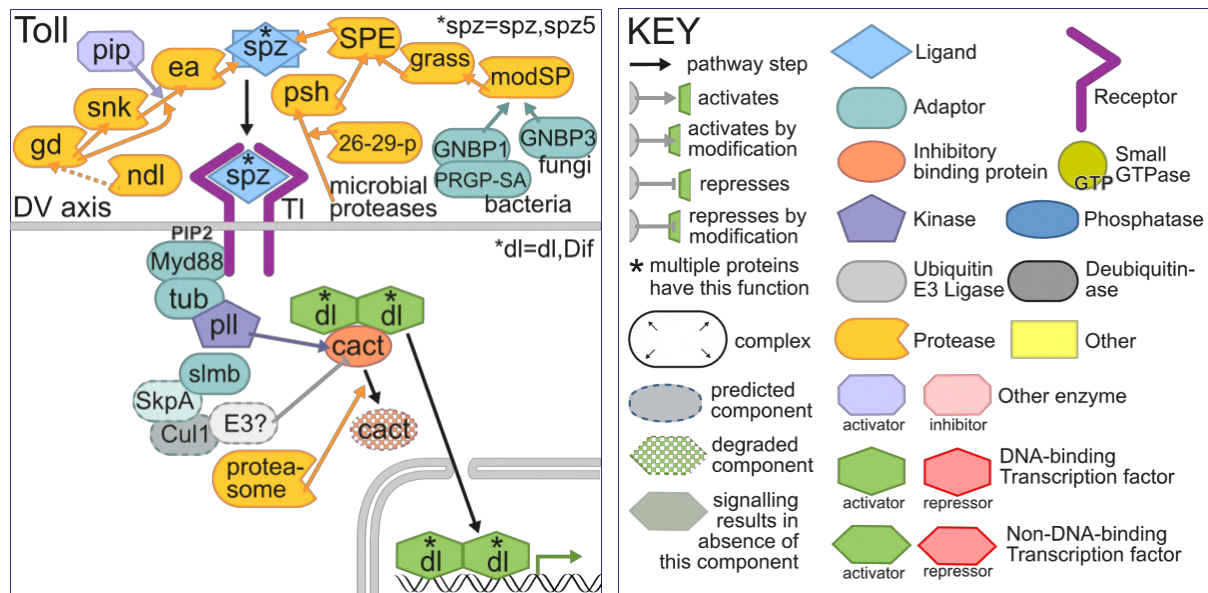 Toll
*spz=spz,spz5
pip
*
spz
SPE
ea
grass
modSP
snk
psh
gd
26-29-p
GNBP1
GNBP3
fungi
ndl
*
spz
PRGP-SA
bacteria
microbial
proteases
DV axis
Tl
PIP2
*dl=dl,Dif
Myd88
tub
*
dl
*
dl
pll
cact
slmb
SkpA
E3?
Cul1
cact
protea-
some
*
dl
*
dl
KEY
pathway step
activates
activates by
modification
represses
represses by
modification
* multiple proteins
have this function
complex
predicted
component
degraded
component
signalling
results in
absence of
this component
Ligand
Receptor
Adaptor
Inhibitory
binding protein
Small
GTPase
GTP
Kinase
Phosphatase
Ubiquitin
E3 Ligase
Deubiquitin-
ase
Protease
Other
Other enzyme
activator
inhibitor
DNA-binding
Transcription factor
activator
repressor
Non-DNA-binding
Transcription factor
activator
repressor